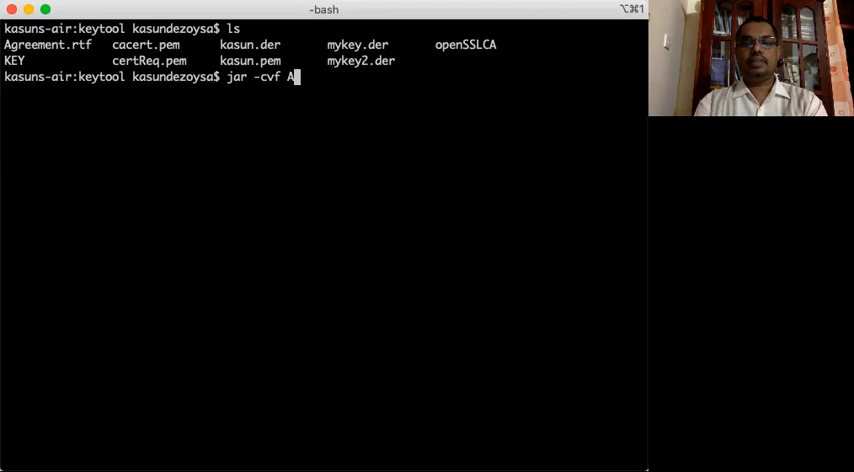 -bash
⌥⌘1
kasuns-air:keytool kasundezoysa$ ls
Agreement.rtf cacert.pem kasun.der mykey.der openSSLCA
KEY certReq.pem kasun.pem mykey2.der
kasuns-air:keytool kasundezoysa$ jar -cvf A